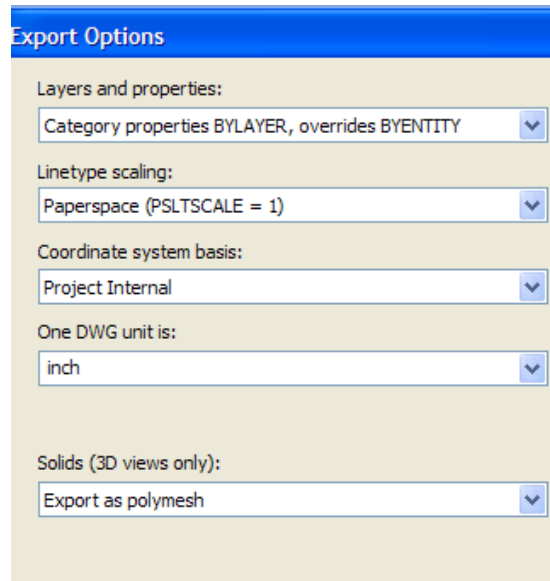 Export Options
Layers and properties:
Category properties BYLAYER, overrides BYENTITY
Linetype scaling:
Paperspace (PSLTSCALE = 1)
Coordinate system basis:
Project Internal
One DWG unit is:
inch
Solids (3D views only):
Export as polymesh